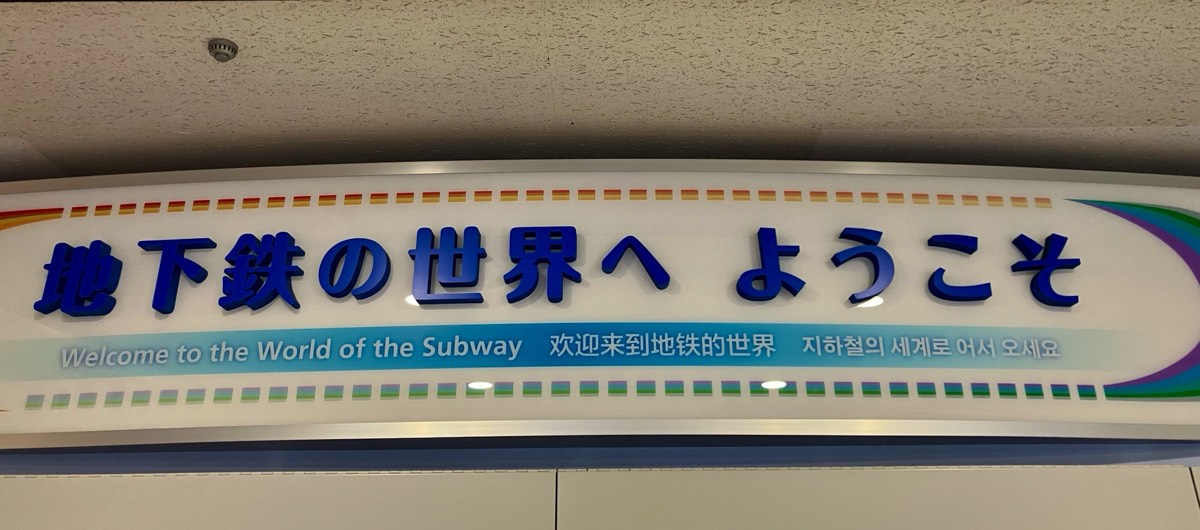 地下鉄の世界へ ようこそ
Welcome to the World of the Subway 欢迎来到地铁的世界 지하철의 세계로 어서 오세요